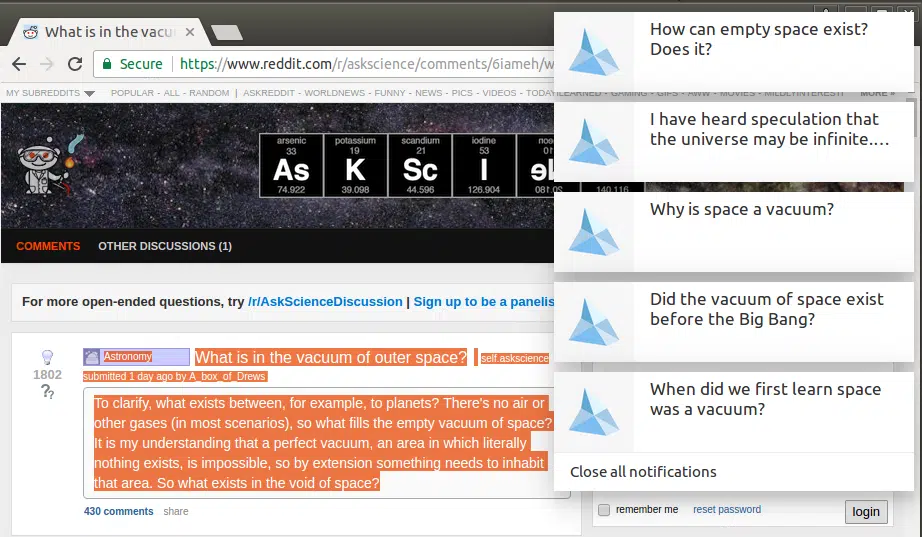 What is in the vacu
Secure
https://www.reddit.com/r/askscience/comments/6iameh/w
MY SUBREDDITS
POPULAR - ALL - RANDOM | ASKREDDIT - WORLDNEWS - FUNNY - NEWS - PICS - VIDEOS - TODAYILEARNED - GAMING - GIFS - AWW - MOVIES - MILDLYINTERESTI
MORE »
arsenic potassium scandium iodine
33 19 21 53
As K Sc I
74.922 39.098 44.596 126.904 140.116
COMMENTS OTHER DISCUSSIONS (1)
For more open-ended questions, try /r/AskScienceDiscussion | Sign up to be a panelis
1802
Astronomy What is in the vacuum of outer space? self.askscience
submitted 1 day ago by A_box_of_Drews
To clarify, what exists between, for example, to planets? There's no air or
other gases (in most scenarios), so what fills the empty vacuum of space?
It is my understanding that a perfect vacuum, an area in which literally
nothing exists, is impossible, so by extension something needs to inhabit
that area. So what exists in the void of space?
430 comments share
How can empty space exist?
Does it?
I have heard speculation that
the universe may be infinite.…
Why is space a vacuum?
Did the vacuum of space exist
before the Big Bang?
When did we first learn space
was a vacuum?
Close all notifications
remember me reset password login